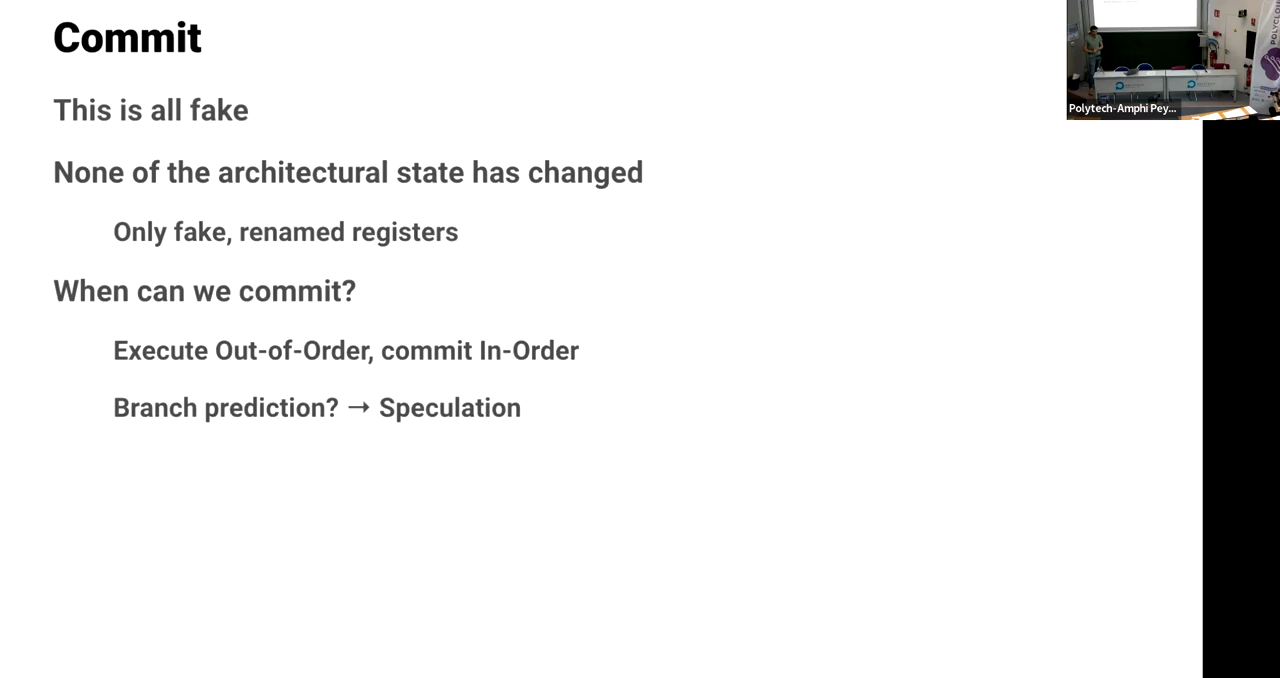 Commit
This is all fake
None of the architectural state has changed
Only fake, renamed registers
When can we commit?
Execute Out-of-Order, commit In-Order
Branch prediction? → Speculation
Polytech-Amphi Pey...